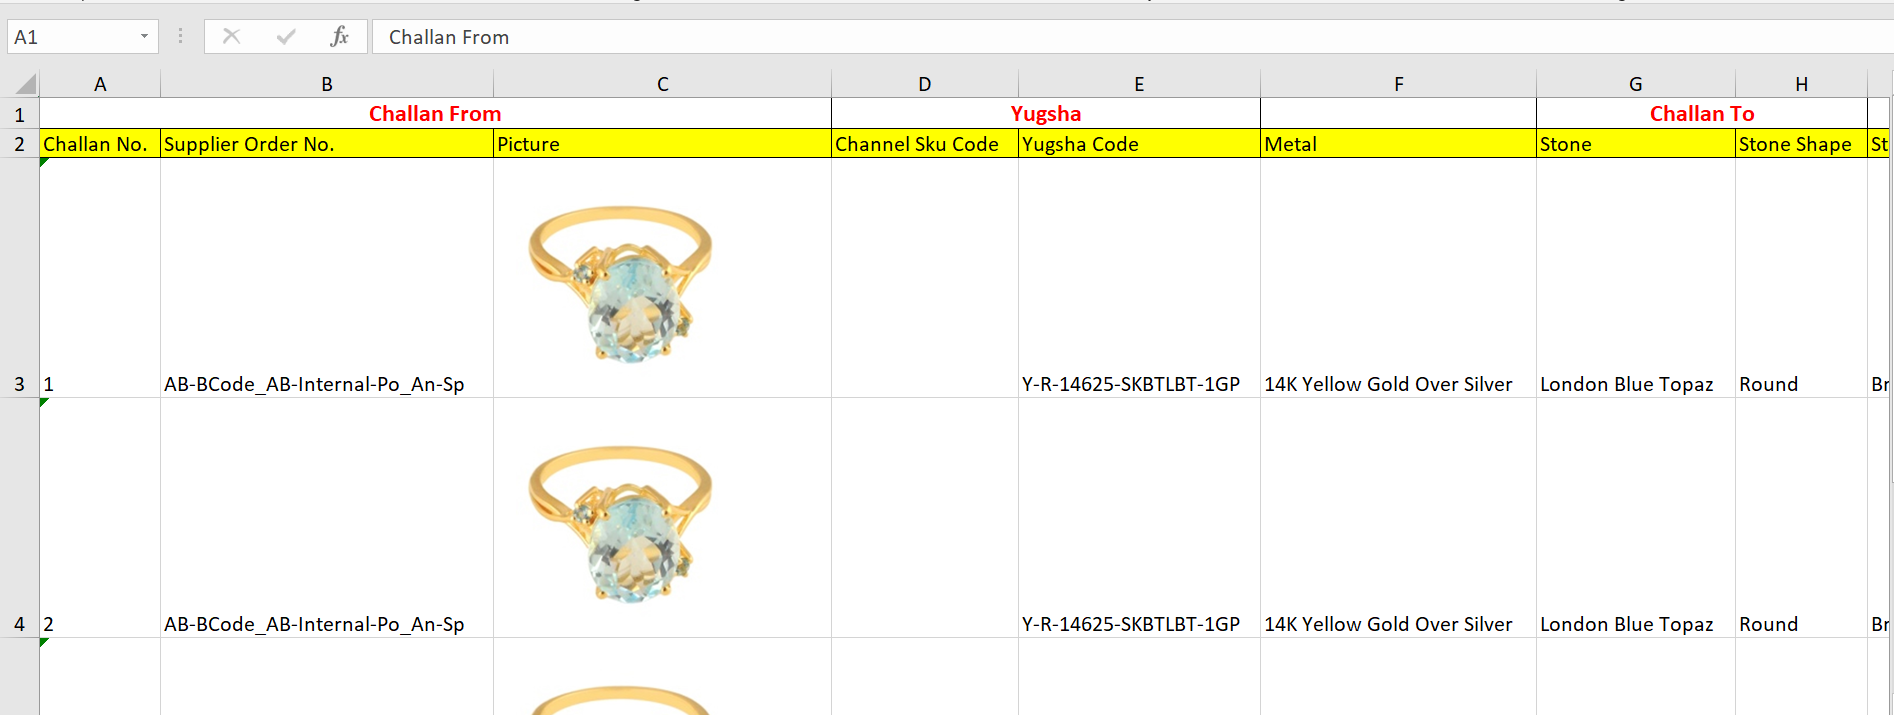 A1 fx Challan From
A B C D E F G H
1 Challan From Yugsha Challan To
2 Challan No. Supplier Order No. Picture Channel Sku Code Yugsha Code Metal Stone Stone Shape St
3 1 AB-BCode_AB-Internal-Po_An-Sp Y-R-14625-SKBTLBT-1GP 14K Yellow Gold Over Silver London Blue Topaz Round Br
4 2 AB-BCode_AB-Internal-Po_An-Sp Y-R-14625-SKBTLBT-1GP 14K Yellow Gold Over Silver London Blue Topaz Round Br